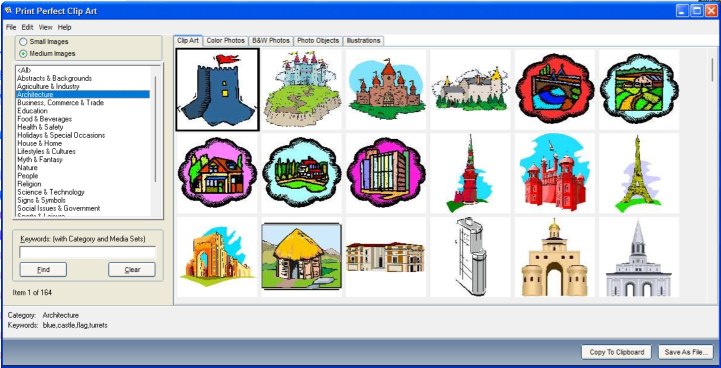 Print Perfect Clip Art
File Edit View Help
Small Images
Medium Images
<All>
Abstracts & Backgrounds
Agriculture & Industry
Architecture
Business, Commerce & Trade
Education
Food & Beverages
Health & Safety
Holidays & Special Occasions
House & Home
Lifestyles & Cultures
Myth & Fantasy
Nature
People
Religion
Science & Technology
Signs & Symbols
Social Issues & Government
Sports & Leisure
Keywords: (with Category and Media Sets)
Find Clear
Item 1 of 164
Clip Art Color Photos B&W Photos Photo Objects Illustrations
Category: Architecture
Keywords: blue,castle,flag,turrets
Copy To Clipboard Save As File...